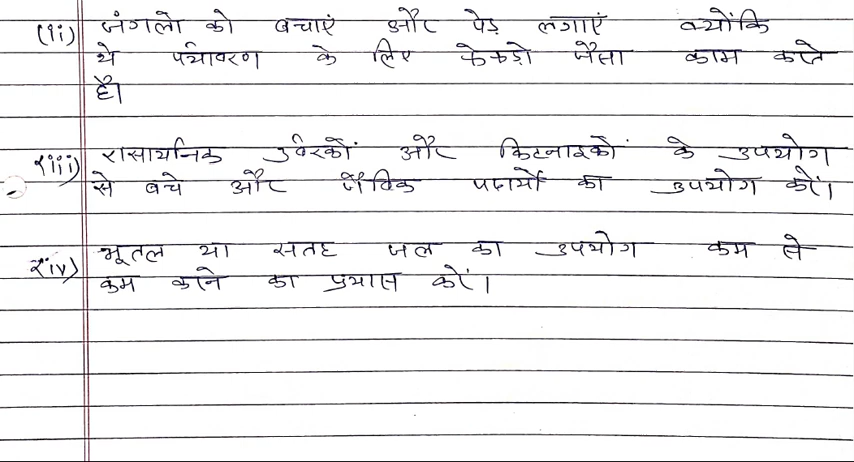 (ii) जंगलो को बचाएं और पेड़ लगाएं क्योंकि
ये पर्यावरण के लिए फेफड़ो जैसा काम करते
है।
(iii) रासायनिक उर्वरकों और किटनाशकों के उपयोग
से बचे और जैविक पदार्थो का उपयोग करें।
(iv) भूतल या सतह जल का उपयोग कम से
कम करने का प्रयास करें।